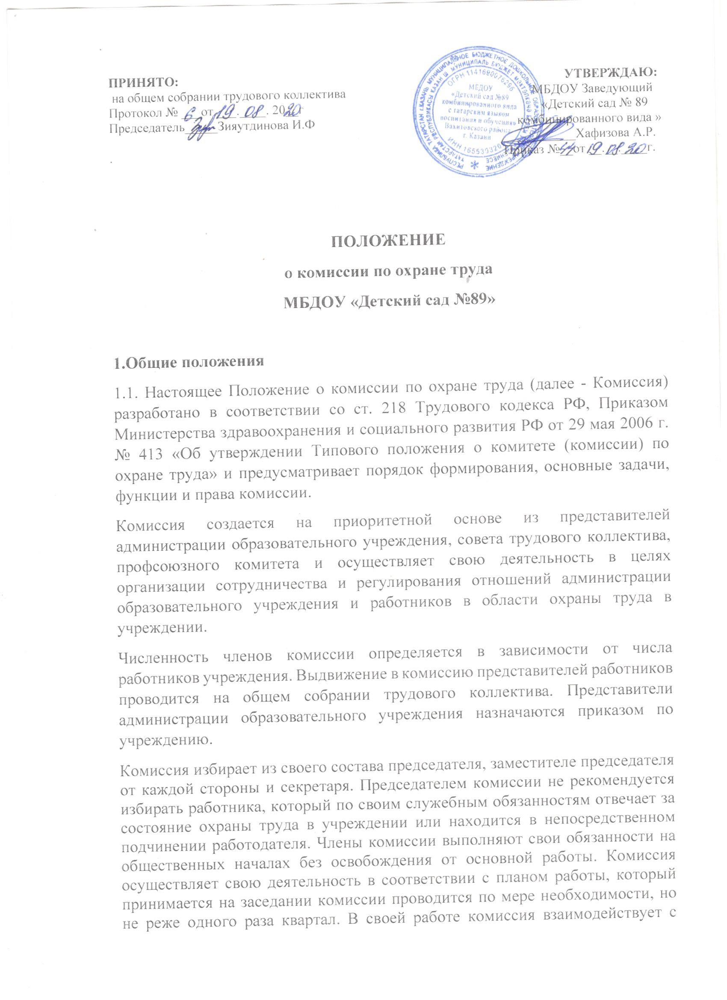 ПРИНЯТО:
на общем собрании трудового коллектива
Протокол № 6 от 19. 08. 2020г
Председатель Зияутдинова И.Ф
УТВЕРЖДАЮ:
МБДОУ Заведующий
«Детский сад № 89
комбинированного вида »
Хафизова А.Р.
Приказ №44 от 19. 08. 20 г.
МБДОУ
«Детский сад №89
комбинированного вида
с татарским языком
воспитания и обучения»
Вахитовского района
г. Казани
ОГРН 1141690076296
ПОЛОЖЕНИЕ
о комиссии по охране труда
МБДОУ «Детский сад №89»
1.Общие положения
1.1. Настоящее Положение о комиссии по охране труда (далее - Комиссия)
разработано в соответствии со ст. 218 Трудового кодекса РФ, Приказом
Министерства здравоохранения и социального развития РФ от 29 мая 2006 г.
№ 413 «Об утверждении Типового положения о комитете (комиссии) по
охране труда» и предусматривает порядок формирования, основные задачи,
функции и права комиссии.
Комиссия создается на приоритетной основе из представителей
администрации образовательного учреждения, совета трудового коллектива,
профсоюзного комитета и осуществляет свою деятельность в целях
организации сотрудничества и регулирования отношений администрации
образовательного учреждения и работников в области охраны труда в
учреждении.
Численность членов комиссии определяется в зависимости от числа
работников учреждения. Выдвижение в комиссию представителей работников
проводится на общем собрании трудового коллектива. Представители
администрации образовательного учреждения назначаются приказом по
учреждению.
Комиссия избирает из своего состава председателя, заместителе председателя
от каждой стороны и секретаря. Председателем комиссии не рекомендуется
избирать работника, который по своим служебным обязанностям отвечает за
состояние охраны труда в учреждении или находится в непосредственном
подчинении работодателя. Члены комиссии выполняют свои обязанности на
общественных началах без освобождения от основной работы. Комиссия
осуществляет свою деятельность в соответствии с планом работы, который
принимается на заседании комиссии проводится по мере необходимости, но
не реже одного раза квартал. В своей работе комиссия взаимодействует с